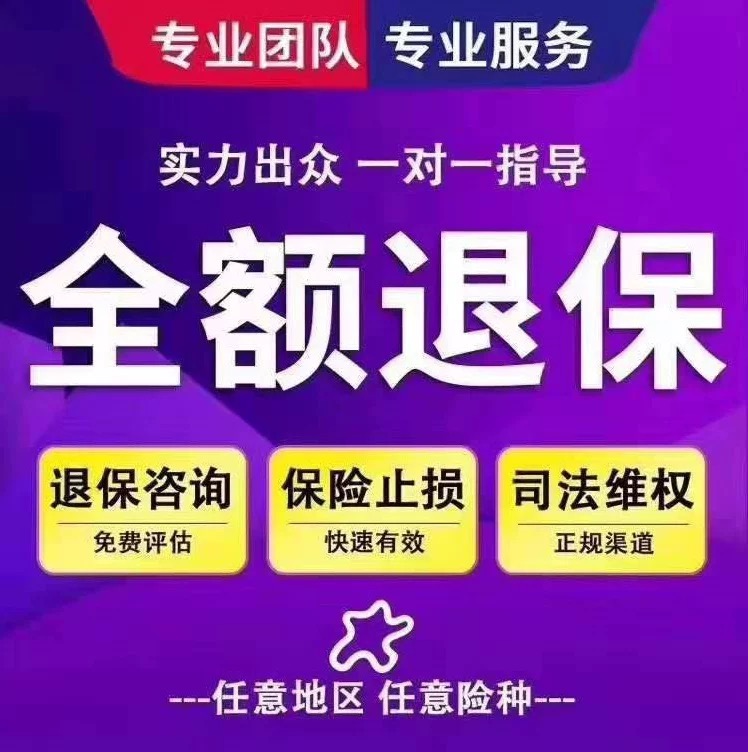 专业团队 专业服务
实力出众 一对一指导
全额退保
退保咨询 保险止损 司法维权
免费评估 快速有效 正规渠道
---任意地区 任意险种---